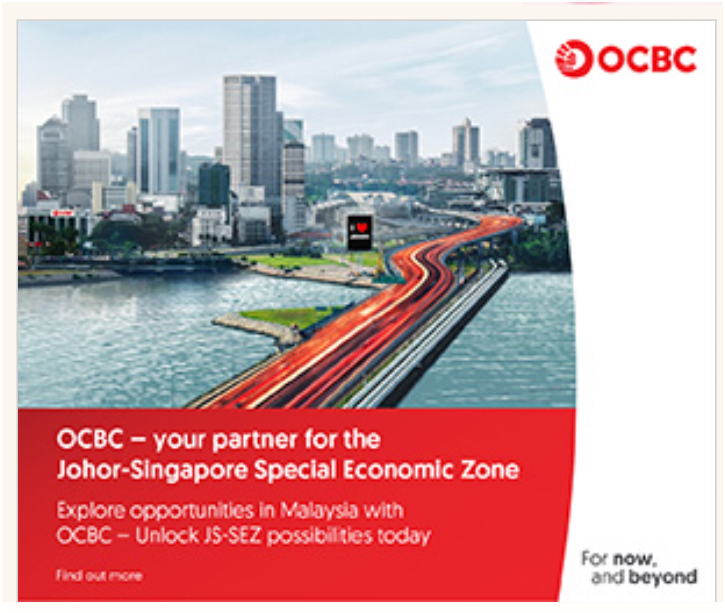 OCBC
I ❤ JOHOR
OCBC – your partner for the
Johor-Singapore Special Economic Zone
Explore opportunities in Malaysia with
OCBC – Unlock JS-SEZ possibilities today
Find out more
For now,
and beyond